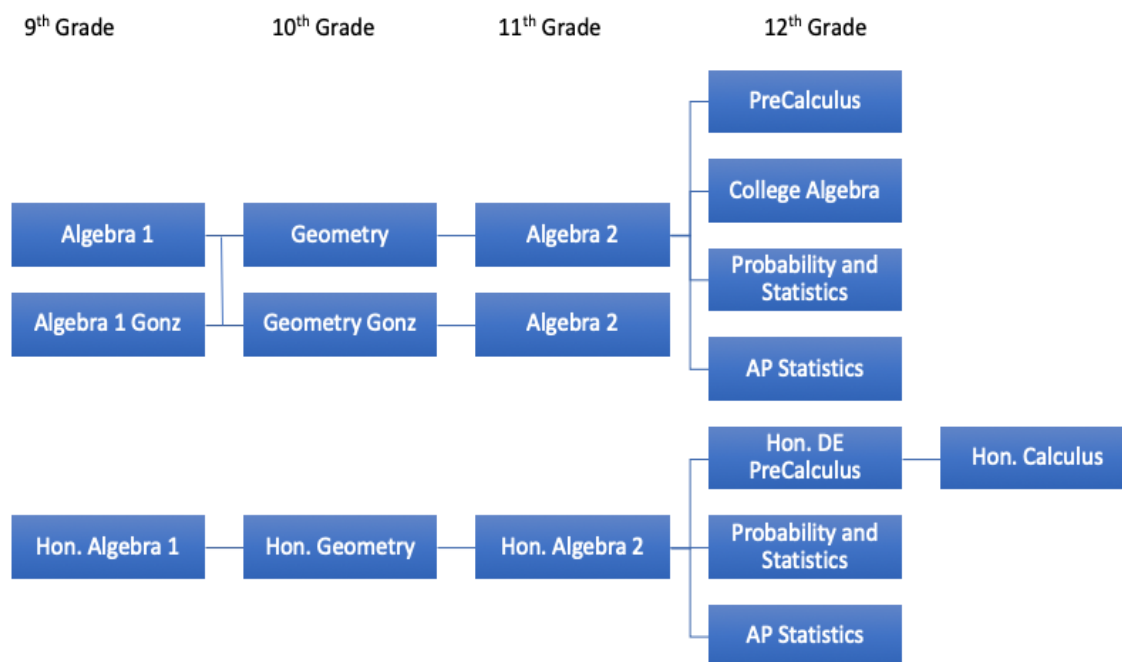 9th Grade 10th Grade 11th Grade 12th Grade
PreCalculus
College Algebra
Algebra 1 Geometry Algebra 2
Probability and
Statistics
Algebra 1 Gonz Geometry Gonz Algebra 2
AP Statistics
Hon. DE
PreCalculus
Hon. Calculus
Hon. Algebra 1 Hon. Geometry Hon. Algebra 2
Probability and
Statistics
AP Statistics